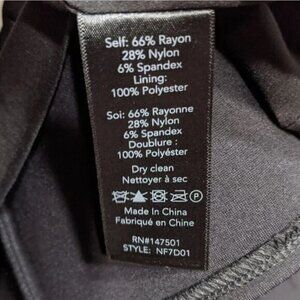 Self: 66% Rayon
28% Nylon
6% Spandex
Lining:
100% Polyester
Soi: 66% Rayonne
28% Nylon
6% Spandex
Doublure :
100% Polyester
Dry clean
Nettoyer à sec
P
Made In China
Fabriqué en Chine
RN#147501
STYLE: NF7D01